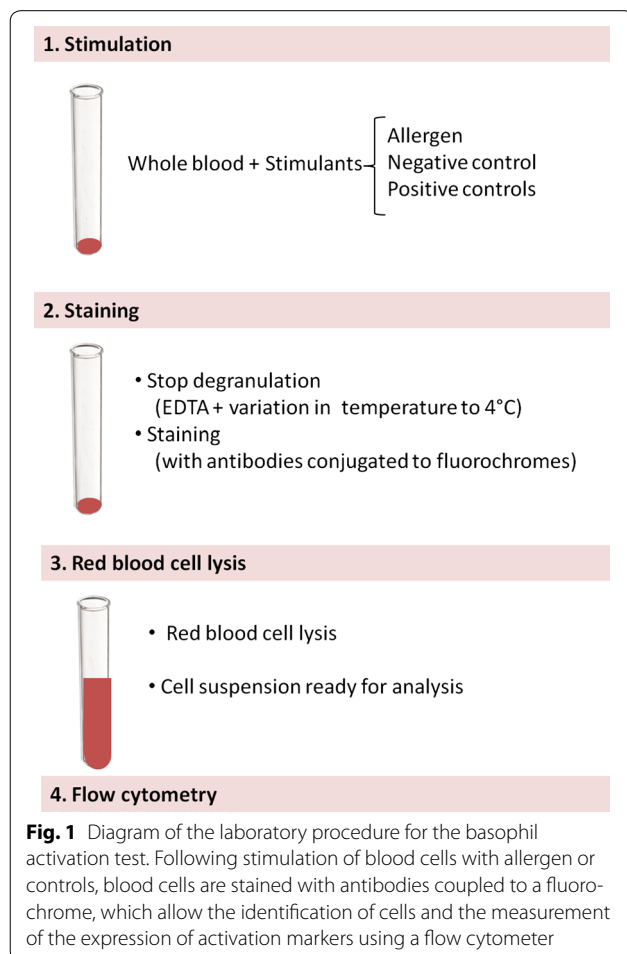 1. Stimulation
Whole blood + Stimulants
Allergen
Negative control
Positive controls
2. Staining
• Stop degranulation
(EDTA + variation in temperature to 4°C)
• Staining
(with antibodies conjugated to fluorochromes)
3. Red blood cell lysis
• Red blood cell lysis
• Cell suspension ready for analysis
4. Flow cytometry
Fig. 1 Diagram of the laboratory procedure for the basophil
activation test. Following stimulation of blood cells with allergen or
controls, blood cells are stained with antibodies coupled to a fluoro-
chrome, which allow the identification of cells and the measurement
of the expression of activation markers using a flow cytometer